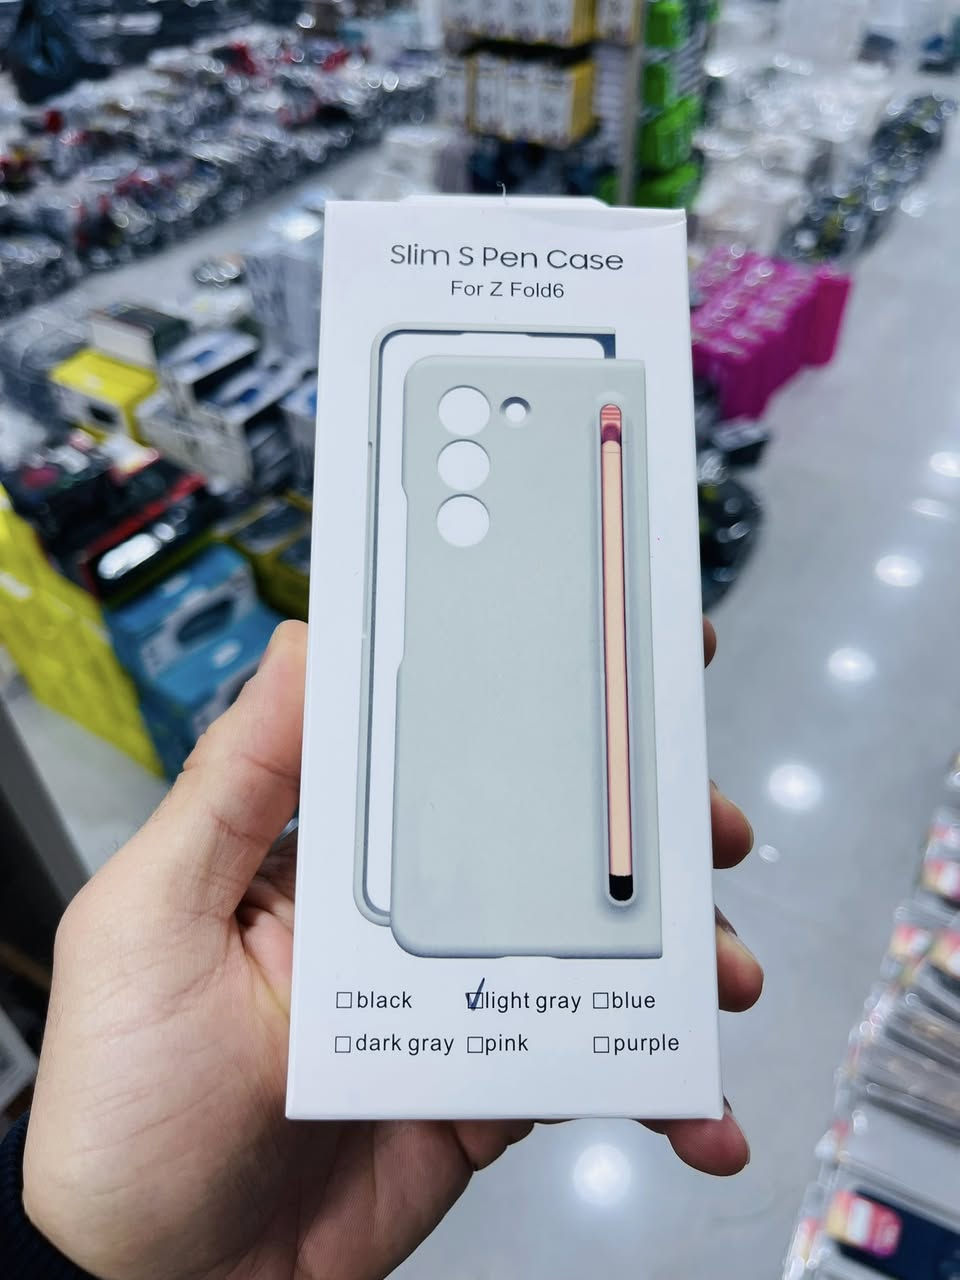 Slim S Pen Case
For Z Fold6
☐black ☑light gray ☐blue
☐dark gray ☐pink ☐purple